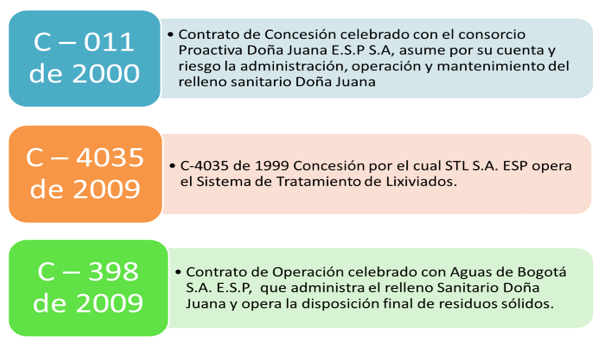 C – 011
de 2000
• Contrato de Concesión celebrado con el consorcio
Proactiva Doña Juana E.S.P S.A, asume por su cuenta y
riesgo la administración, operación y mantenimiento del
relleno sanitario Doña Juana
C – 4035
de 2009
• C-4035 de 1999 Concesión por el cual STL S.A. ESP opera
el Sistema de Tratamiento de Lixiviados.
C – 398
de 2009
• Contrato de Operación celebrado con Aguas de Bogotá
S.A. E.S.P, que administra el relleno Sanitario Doña
Juana y opera la disposición final de residuos sólidos.